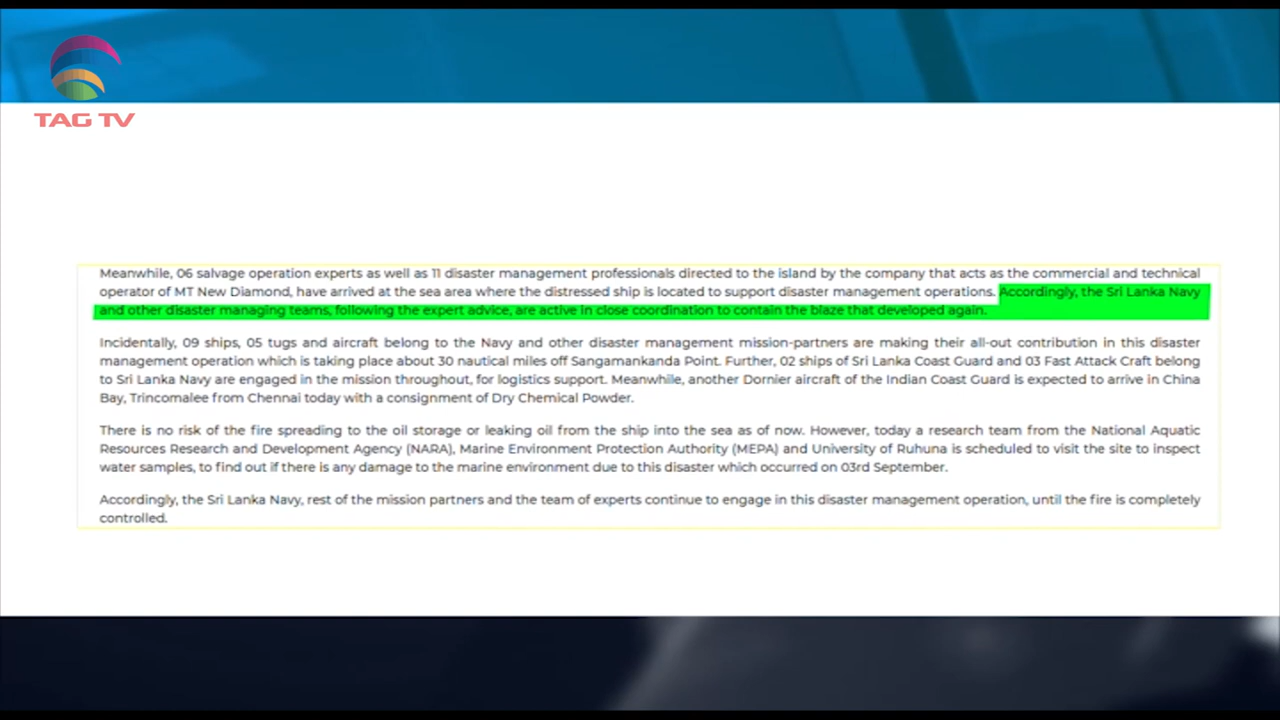 TAG TV
Meanwhile, 06 salvage operation experts as well as 11 disaster management professionals directed to the island by the company that acts as the commercial and technical
operator of MT New Diamond, have arrived at the sea area where the distressed ship is located to support disaster management operations. Accordingly, the Sri Lanka Navy
and other disaster managing teams, following the expert advice, are active in close coordination to contain the blaze that developed again.
Incidentally, 09 ships, 05 tugs and aircraft belong to the Navy and other disaster management mission-partners are making their all-out contribution in this disaster
management operation which is taking place about 30 nautical miles off Sangamankanda Point. Further, 02 ships of Sri Lanka Coast Guard and 03 Fast Attack Craft belong
to Sri Lanka Navy are engaged in the mission throughout, for logistics support. Meanwhile, another Dornier aircraft of the Indian Coast Guard is expected to arrive in China
Bay, Trincomalee from Chennai today with a consignment of Dry Chemical Powder.
There is no risk of the fire spreading to the oil storage or leaking oil from the ship into the sea as of now. However, today a research team from the National Aquatic
Resources Research and Development Agency (NARA), Marine Environment Protection Authority (MEPA) and University of Ruhuna is scheduled to visit the site to inspect
water samples, to find out if there is any damage to the marine environment due to this disaster which occurred on 03rd September.
Accordingly, the Sri Lanka Navy, rest of the mission partners and the team of experts continue to engage in this disaster management operation, until the fire is completely
controlled.